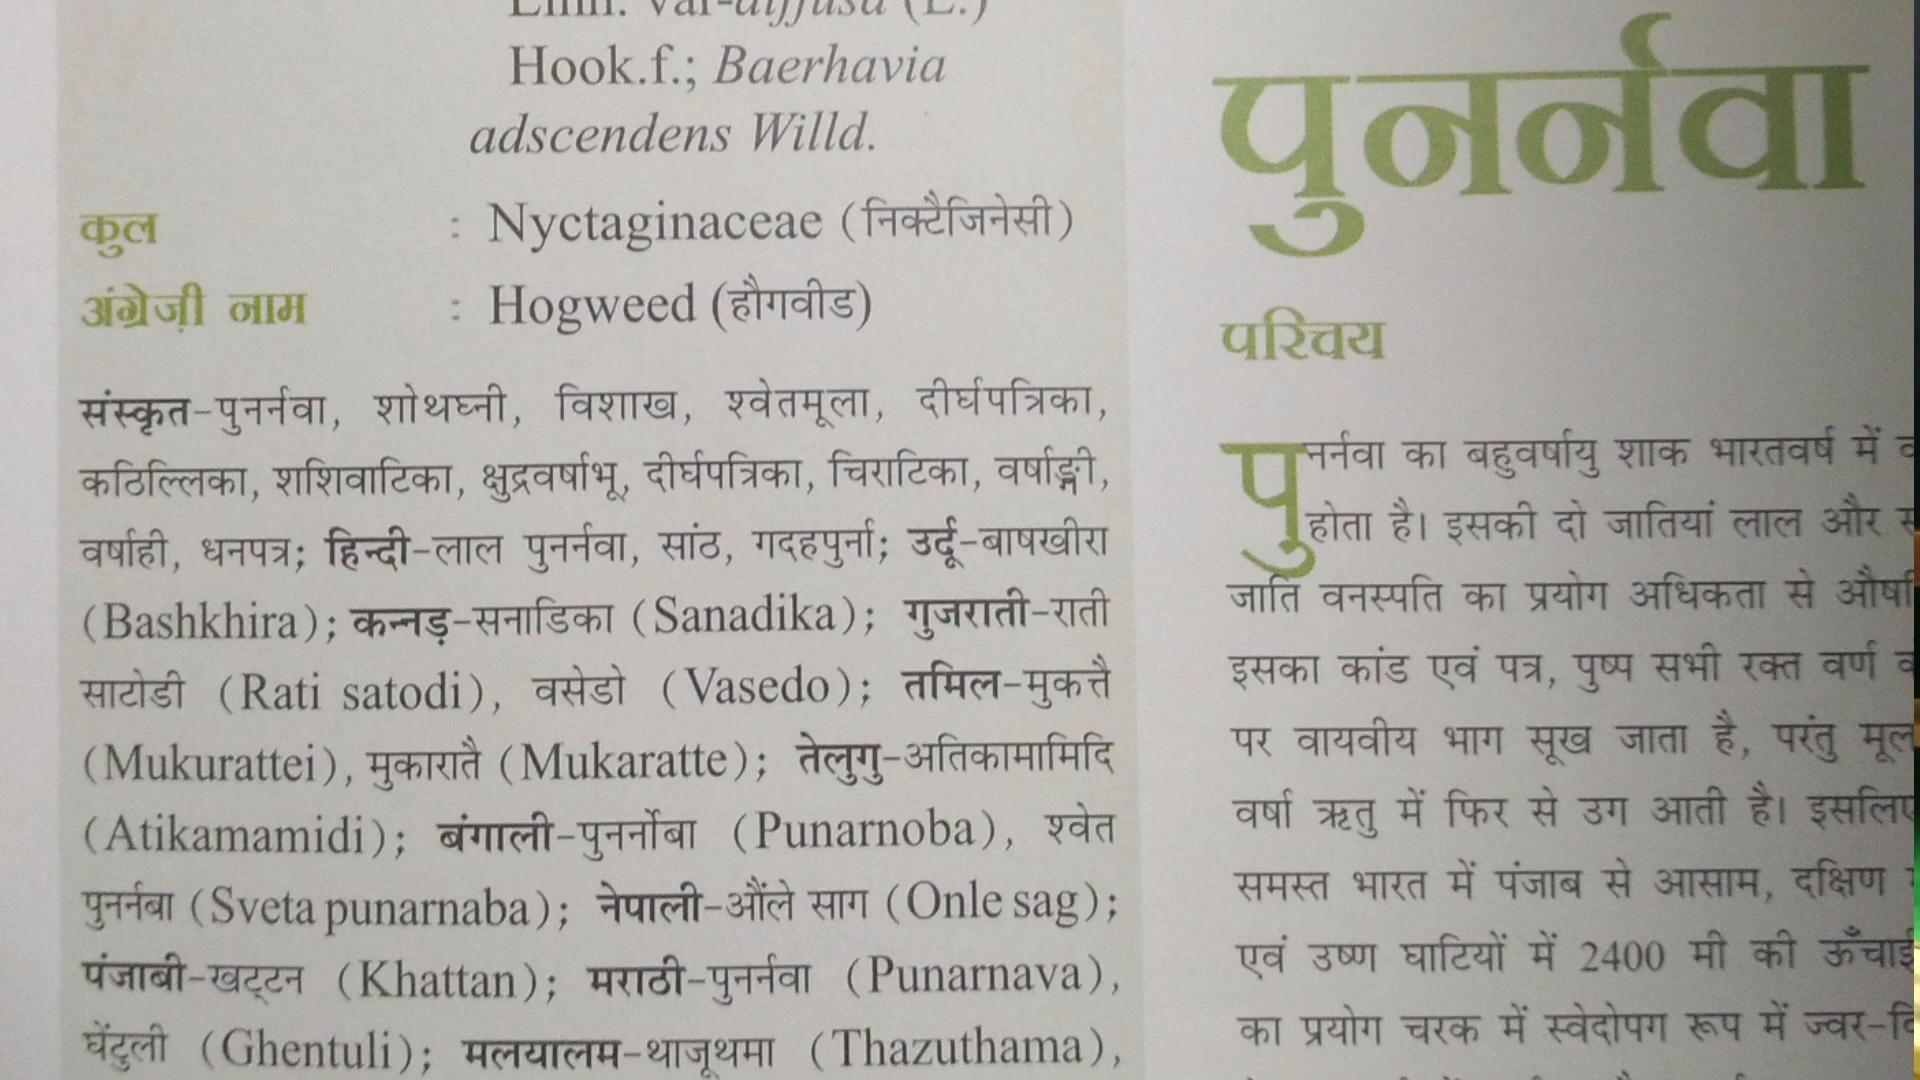 Hook.f.; Baerhavia
adscendens Willd.
कुल : Nyctaginaceae (निक्टैजिनेसी)
अंग्रेज़ी नाम : Hogweed (हौगवीड)
संस्कृत-पुनर्नवा, शोथघ्नी, विशाख, श्वेतमूला, दीर्घपत्रिका,
कठिल्लिका, शशिवाटिका, क्षुद्रवर्षाभू, दीर्घपत्रिका, चिराटिका, वर्षाङ्गी,
वर्षाही, धनपत्र; हिन्दी-लाल पुनर्नवा, सांठ, गदहपुर्ना; उर्दू-बाषखीरा
(Bashkhira); कन्नड़-सनाडिका (Sanadika); गुजराती-राती
साटोडी (Rati satodi), वसेडो (Vasedo); तमिल-मुकत्तै
(Mukurattei), मुकारातै (Mukaratte); तेलुगु-अतिकामामिदि
(Atikamamidi); बंगाली-पुनर्नोबा (Punarnoba), श्वेत
पुनर्नबा (Sveta punarnaba); नेपाली-औंले साग (Onle sag);
पंजाबी-खट्टन (Khattan); मराठी-पुनर्नवा (Punarnava),
घेंटुली (Ghentuli); मलयालम-थाजूथमा (Thazuthama),
पुनर्नवा
परिचय
पुनर्नवा का बहुवर्षायु शाक भारतवर्ष में
होता है। इसकी दो जातियां लाल और
जाति वनस्पति का प्रयोग अधिकता से
इसका कांड एवं पत्र, पुष्प सभी रक्त वर्ण
पर वायवीय भाग सूख जाता है, परंतु मूल
वर्षा ऋतु में फिर से उग आती है।
समस्त भारत में पंजाब से आसाम, दक्षिण
एवं उष्ण घाटियों में 2400 मी की
का प्रयोग चरक में स्वेदोपग रूप में